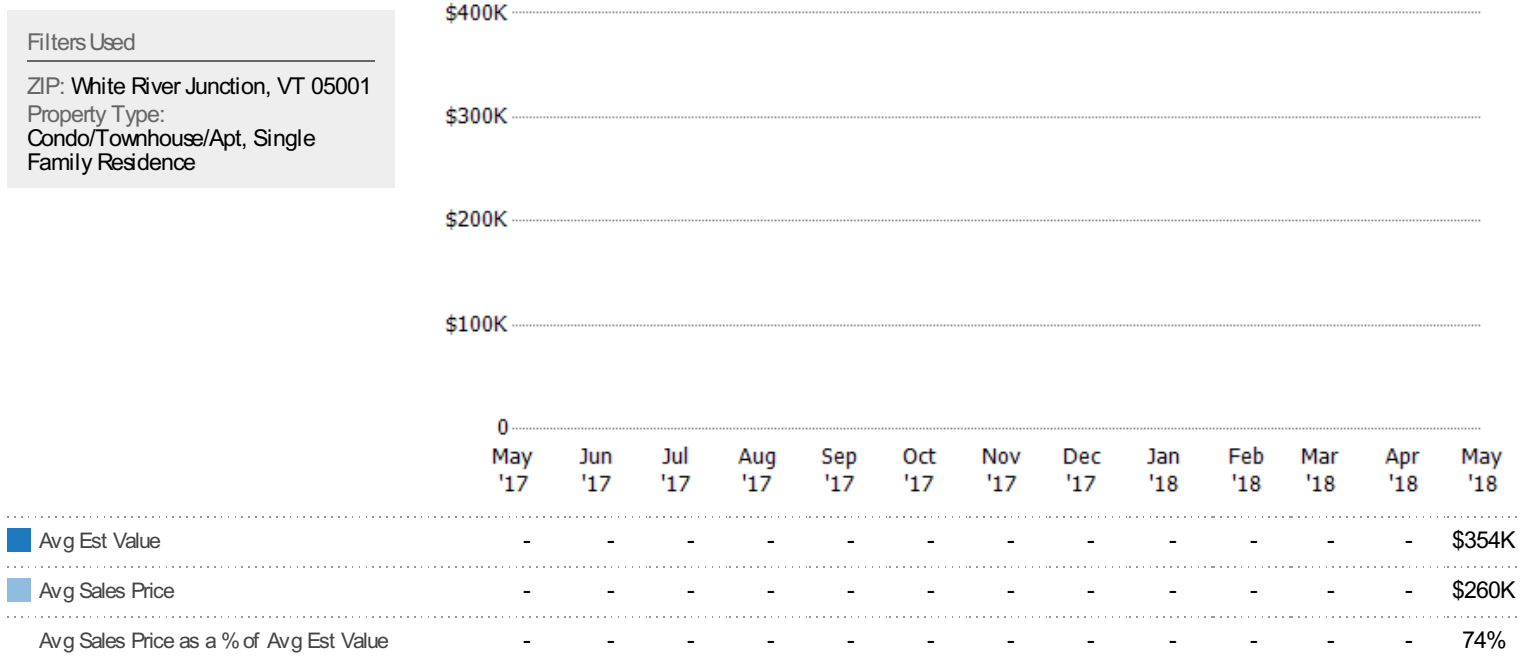 Filters Used
ZIP: White River Junction, VT 05001
Property Type:
Condo/Townhouse/Apt, Single
Family Residence
$400K
$300K
$200K
$100K
0
May Jun Jul Aug Sep Oct Nov Dec Jan Feb Mar Apr May
'17 '17 '17 '17 '17 '17 '17 '17 '18 '18 '18 '18 '18
Avg Est Value - - - - - - - - - - - - $354K
Avg Sales Price - - - - - - - - - - - - $260K
Avg Sales Price as a % of Avg Est Value - - - - - - - - - - - - 74%